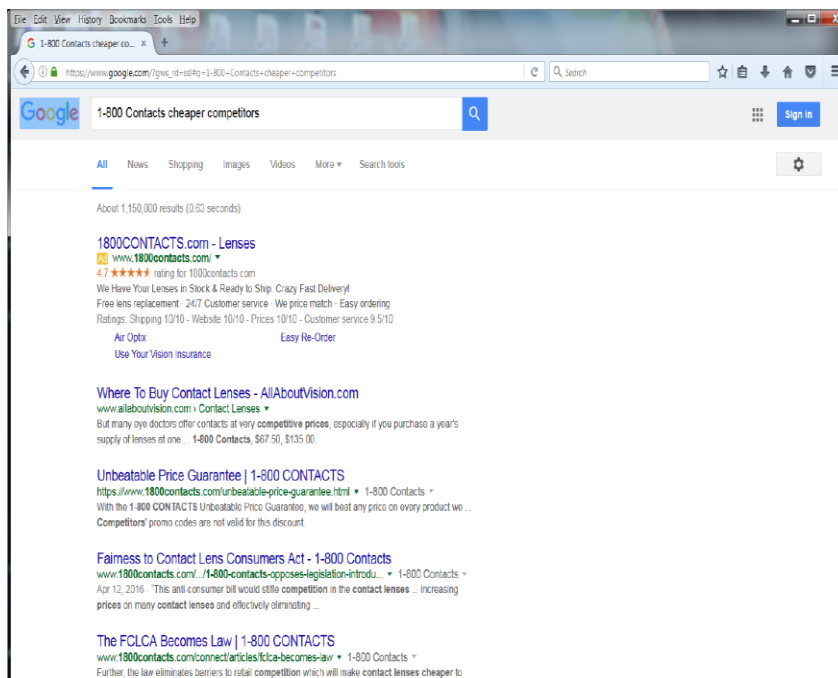 File Edit View History Bookmarks Tools Help
1-800 Contacts cheaper co... × +
https://www.google.com/?gws_rd=ssl#q=1-800+Contacts+cheaper+competitors
Search
Google
1-800 Contacts cheaper competitors
Sign in
All News Shopping Images Videos More ▾ Search tools
About 1,150,000 results (0.63 seconds)
1800CONTACTS.com - Lenses
Ad www.1800contacts.com/ ▾
4.7 ★★★★★ rating for 1800contacts.com
We Have Your Lenses in Stock & Ready to Ship. Crazy Fast Delivery!
Free lens replacement · 24/7 Customer service · We price match · Easy ordering
Ratings: Shipping 10/10 - Website 10/10 - Prices 10/10 - Customer service 9.5/10
Air Optix Easy Re-Order
Use Your Vision Insurance
Where To Buy Contact Lenses - AllAboutVision.com
www.allaboutvision.com › Contact Lenses ▾
But many eye doctors offer contacts at very competitive prices, especially if you purchase a year's
supply of lenses at one ... 1-800 Contacts, $67.50, $135.00.
Unbeatable Price Guarantee | 1-800 CONTACTS
https://www.1800contacts.com/unbeatable-price-guarantee.html ▾ 1-800 Contacts ▾
With the 1-800 CONTACTS Unbeatable Price Guarantee, we will beat any price on every product we ...
Competitors' promo codes are not valid for this discount.
Fairness to Contact Lens Consumers Act - 1-800 Contacts
www.1800contacts.com/.../1-800-contacts-opposes-legislation-introdu... ▾ 1-800 Contacts ▾
Apr 12, 2016 - "This anti-consumer bill would stifle competition in the contact lenses ... increasing
prices on many contact lenses and effectively eliminating ...
The FCLCA Becomes Law | 1-800 CONTACTS
www.1800contacts.com/connect/articles/fclca-becomes-law ▾ 1-800 Contacts ▾
Further, the law eliminates barriers to retail competition which will make contact lenses cheaper to